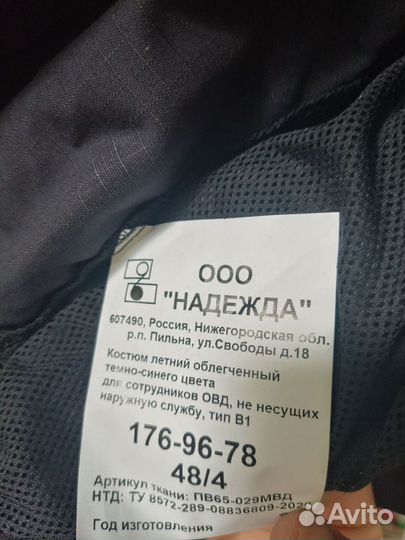 ООО
"НАДЕЖДА"
607490, Россия, Нижегородская обл.
р.п. Пильна, ул.Свободы д.18
Костюм летний облегченный
темно-синего цвета
для сотрудников ОВД, не несущих
наружную службу, тип В1
176-96-78
48/4
Артикул ткани: ПВ65-029МВД
НТД: ТУ 8572-289-08836809-2020
Год изготовления
Avito